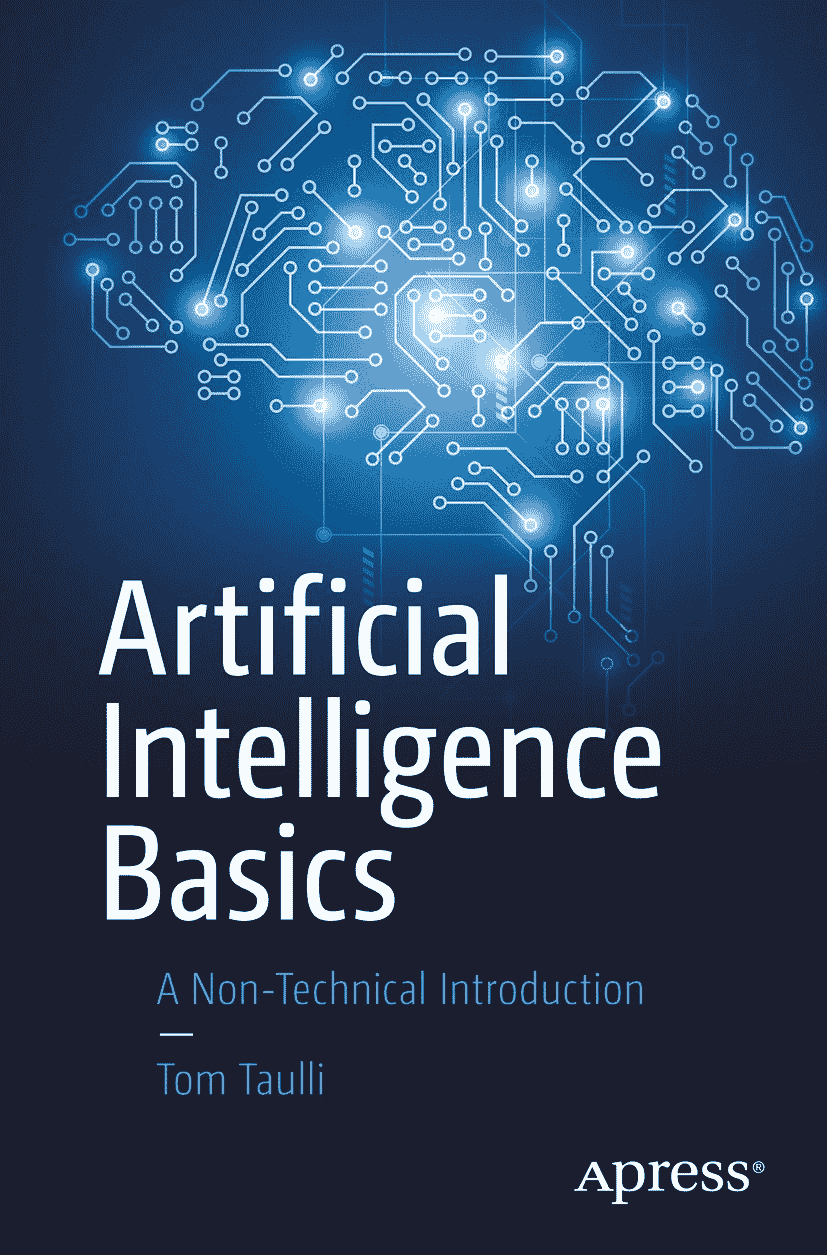 Artificial
Intelligence
Basics
A Non-Technical Introduction
Tom Taulli
Apress®